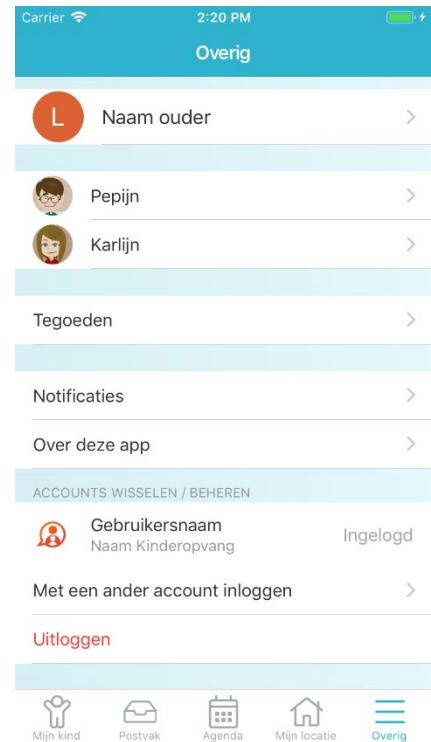 Carrier 2:20 PM
Overig
L Naam ouder
Pepijn
Karlijn
Tegoeden
Notificaties
Over deze app
ACCOUNTS WISSELEN / BEHEREN
Gebruikersnaam
Naam Kinderopvang
Ingelogd
Met een ander account inloggen
Uitloggen
Mijn kind Postvak Agenda Mijn locatie Overig